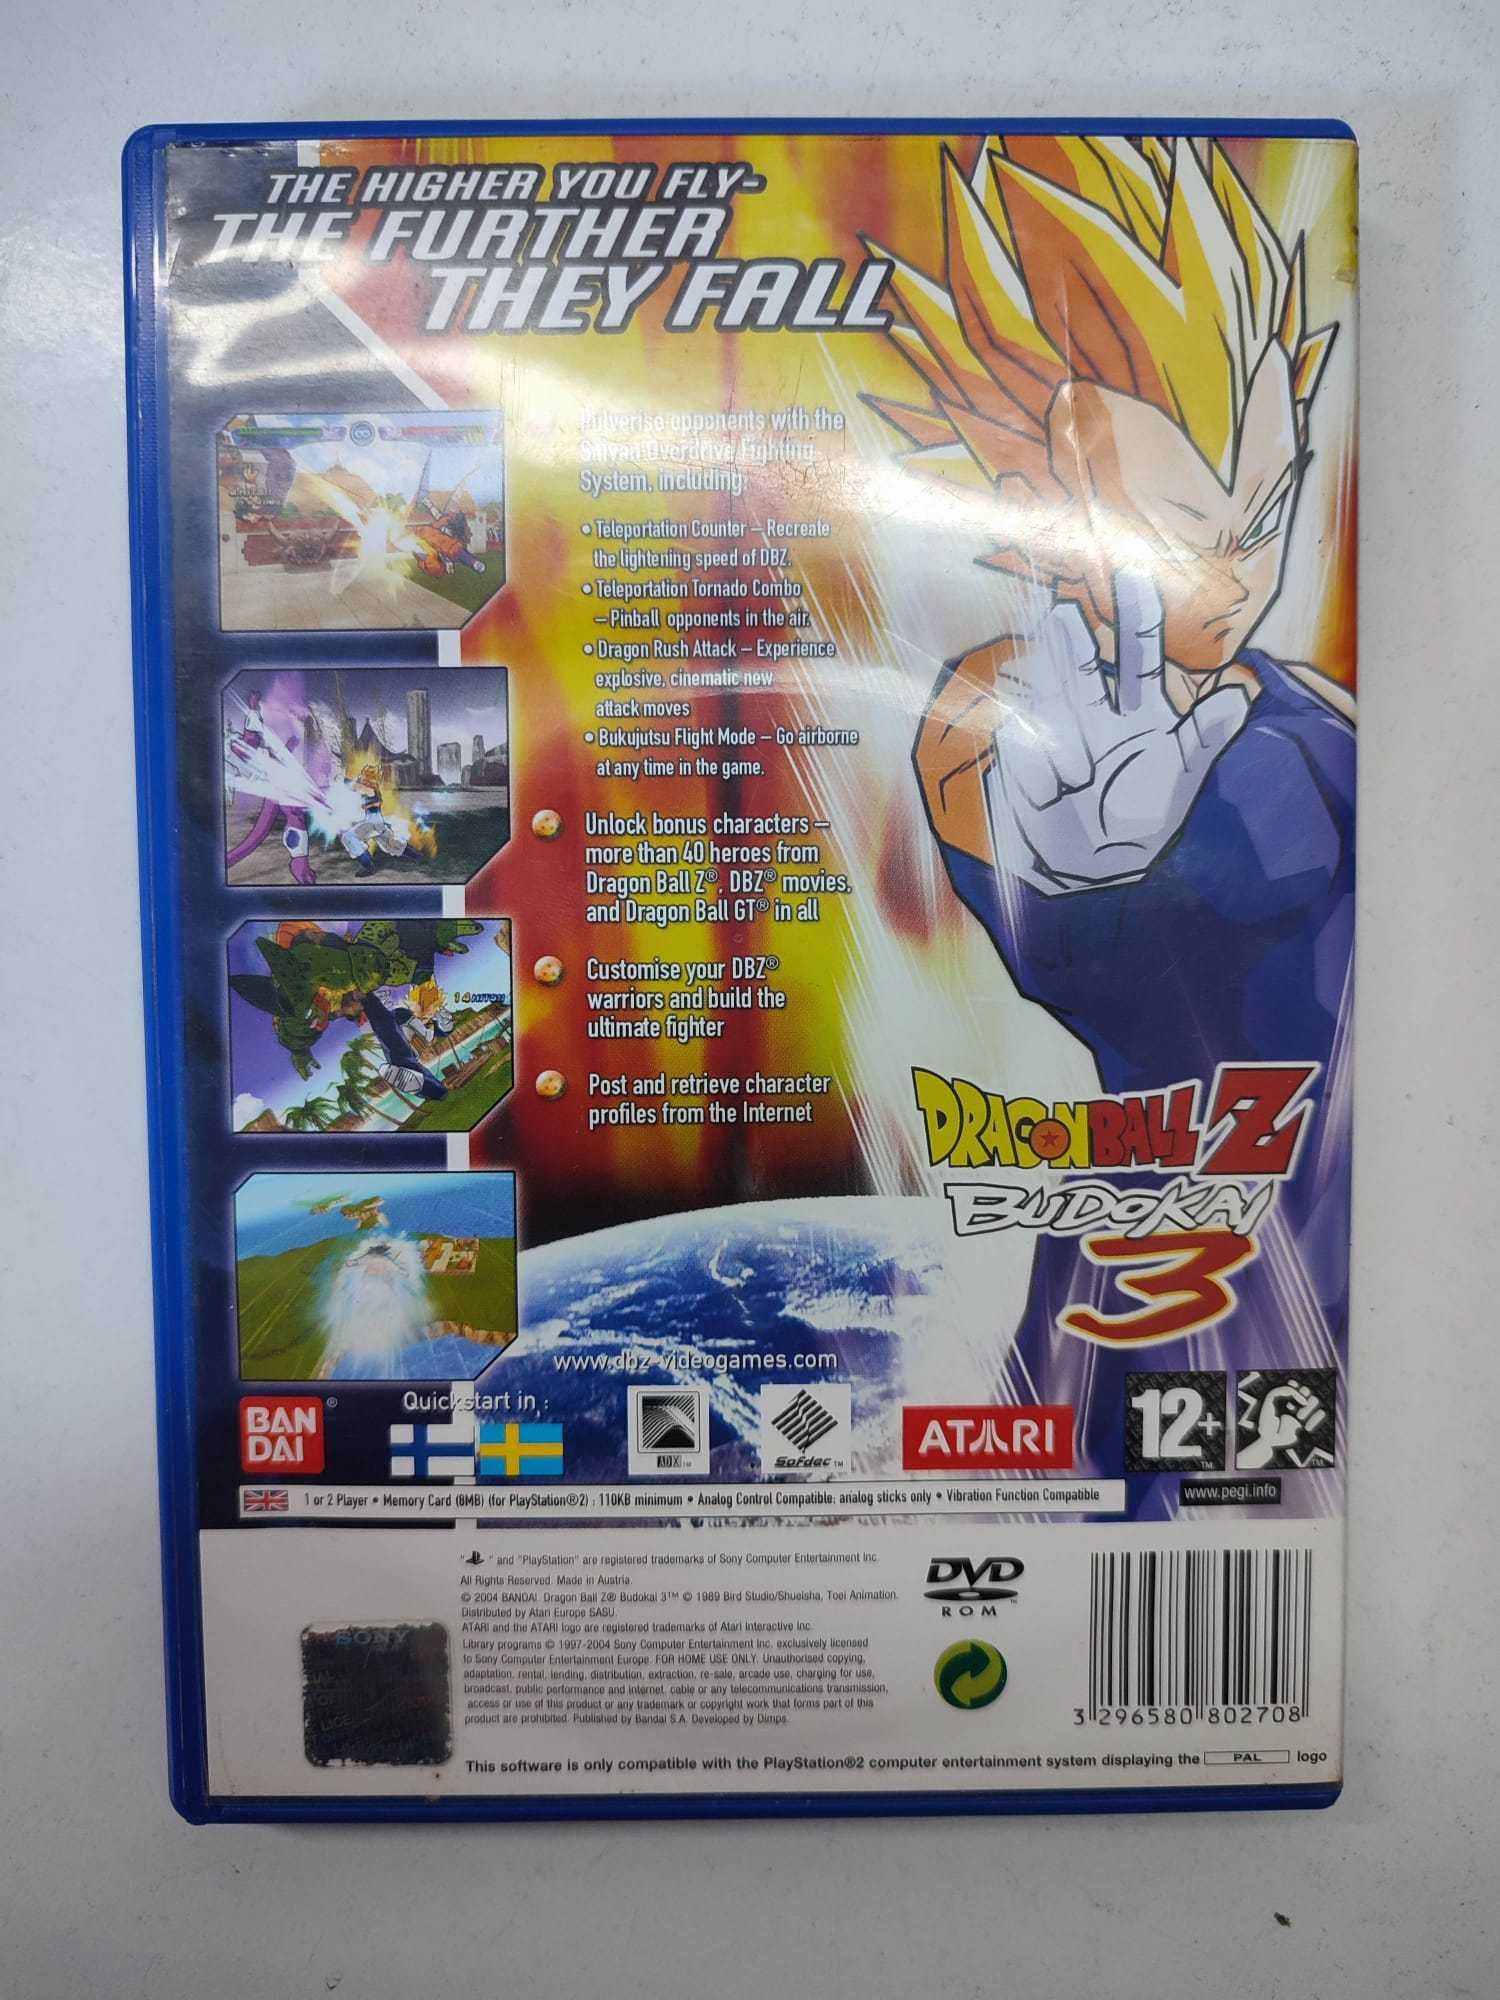 THE HIGHER YOU FLY-
THE FURTHER
THEY FALL
Pulverise opponents with the
Saiyan Overdrive Fighting
System, including:
• Teleportation Counter – Recreate
the lightening speed of DBZ.
• Teleportation Tornado Combo
– Pinball opponents in the air.
• Dragon Rush Attack – Experience
explosive, cinematic new
attack moves
• Bukujutsu Flight Mode – Go airborne
at any time in the game.
Unlock bonus characters –
more than 40 heroes from
Dragon Ball Z®, DBZ® movies,
and Dragon Ball GT® in all
Customise your DBZ®
warriors and build the
ultimate fighter
Post and retrieve character
profiles from the Internet
DRAGON BALL Z
BUDOKAI
3
www.dbz-videogames.com
BAN
DAI ®
Quickstart in :
ADX™
Sofdec™
ATARI
12+ ™
www.pegi.info
1 or 2 Player • Memory Card (8MB) (for PlayStation®2) : 110KB minimum • Analog Control Compatible: analog sticks only • Vibration Function Compatible
" " and "PlayStation" are registered trademarks of Sony Computer Entertainment Inc.
All Rights Reserved. Made in Austria.
© 2004 BANDAI. Dragon Ball Z® Budokai 3™ © 1989 Bird Studio/Shueisha, Toei Animation.
Distributed by Atari Europe SASU.
ATARI and the ATARI logo are registered trademarks of Atari Interactive Inc.
Library programs © 1997-2004 Sony Computer Entertainment Inc. exclusively licensed
to Sony Computer Entertainment Europe. FOR HOME USE ONLY. Unauthorised copying,
adaptation, rental, lending, distribution, extraction, re-sale, arcade use, charging for use,
broadcast, public performance and internet, cable or any telecommunications transmission,
access or use of this product or any trademark or copyright work that forms part of this
product are prohibited. Published by Bandai S.A. Developed by Dimps.
DVD
ROM
SONY
3 296580 802708
This software is only compatible with the PlayStation®2 computer entertainment system displaying the PAL logo